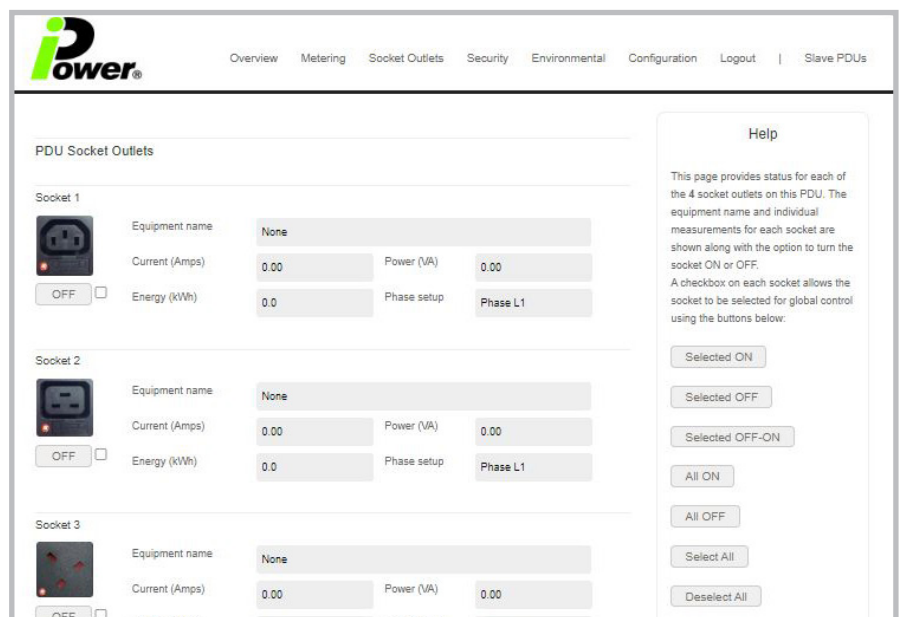 iPower®
Overview Metering Socket Outlets Security Environmental Configuration Logout | Slave PDUs
PDU Socket Outlets
Socket 1
Equipment name None
Current (Amps) 0.00 Power (VA) 0.00
OFF Energy (kWh) 0.0 Phase setup Phase L1
Socket 2
Equipment name None
Current (Amps) 0.00 Power (VA) 0.00
OFF Energy (kWh) 0.0 Phase setup Phase L1
Socket 3
Equipment name None
Current (Amps) 0.00 Power (VA) 0.00
OFF
Help
This page provides status for each of
the 4 socket outlets on this PDU. The
equipment name and individual
measurements for each socket are
shown along with the option to turn the
socket ON or OFF.
A checkbox on each socket allows the
socket to be selected for global control
using the buttons below:
Selected ON
Selected OFF
Selected OFF-ON
All ON
All OFF
Select All
Deselect All